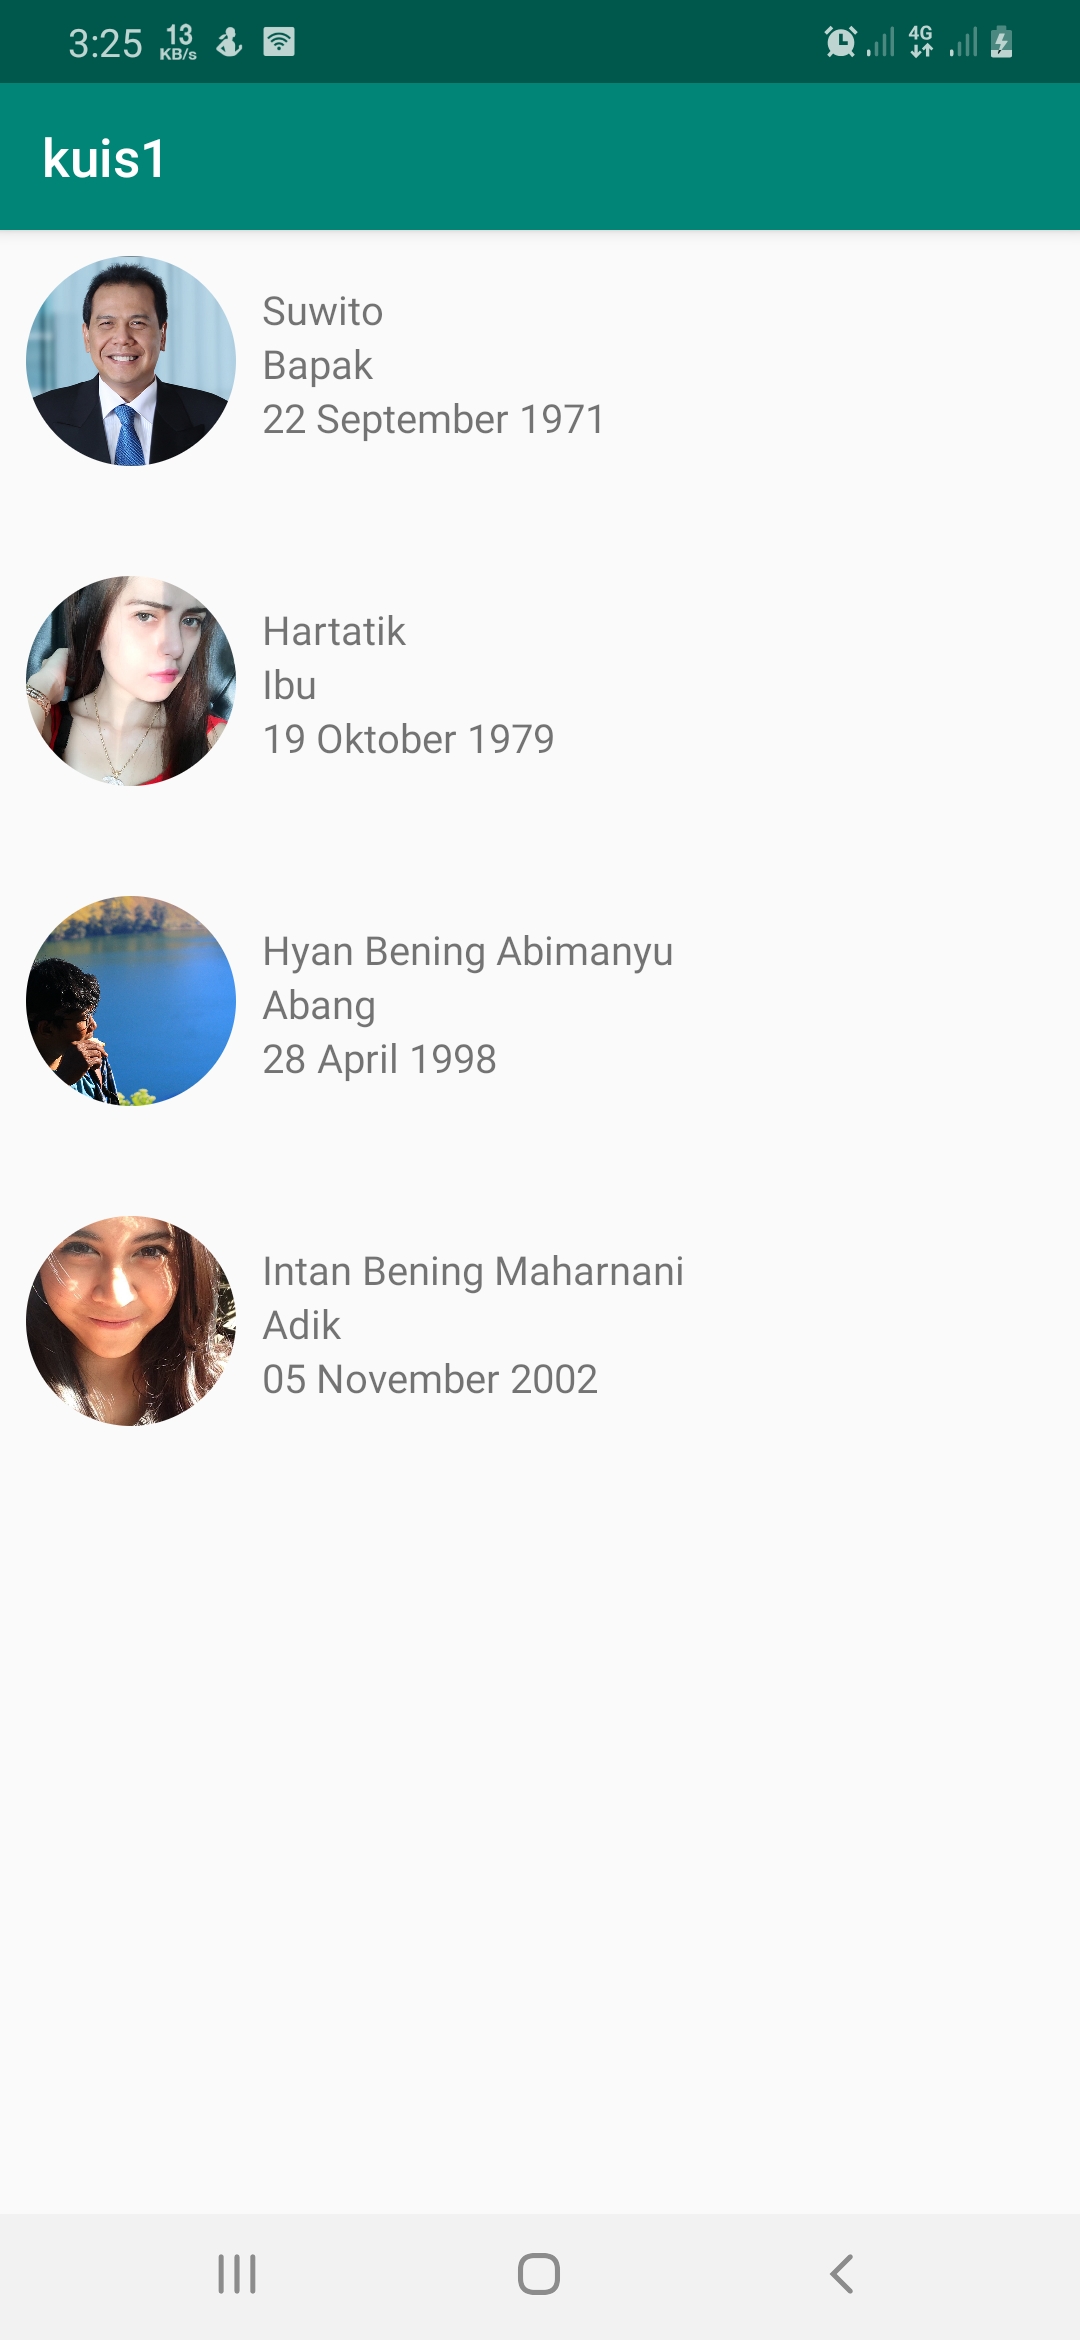 3:25
13
KB/s
4G
kuis1
Suwito
Bapak
22 September 1971
Hartatik
Ibu
19 Oktober 1979
Hyan Bening Abimanyu
Abang
28 April 1998
Intan Bening Maharnani
Adik
05 November 2002